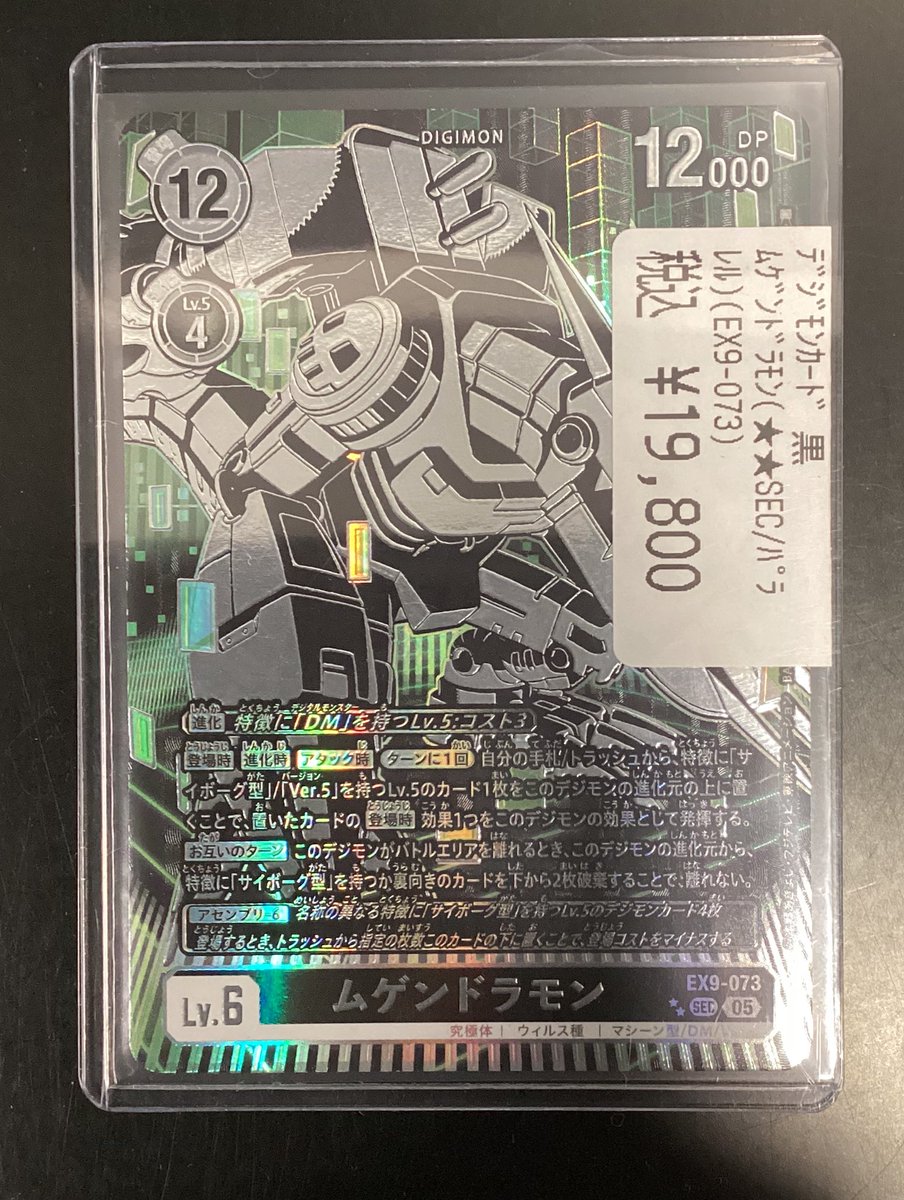 DIGIMON
登場
12
12000
DP
Lv.5
4
デジモンカード 黒
ムゲンドラモン(★★SEC/パラ
レル)(EX9-073)
税込 ¥19,800
進化 特徴に「DM」を持つLv.5:コスト3
登場時 進化時 アタック時 ターンに1回 自分の手札/トラッシュから、特徴に「サ
イボーグ型」/「Ver.5」を持つLv.5のカード1枚をこのデジモンの進化元の上に置
くことで、置いたカードの 登場時 効果1つをこのデジモンの効果として発揮する。
お互いのターン このデジモンがバトルエリアを離れるとき、このデジモンの進化元から、
特徴に「サイボーグ型」を持つか裏向きのカードを下から2枚破棄することで、離れない。
アセンブリ-6 名称の異なる特徴に「サイボーグ型」を持つLv.5のデジモンカード4枚
登場するとき、トラッシュから指定の枚数このカードの下に置くことで、登場コストをマイナスする
Lv.6
ムゲンドラモン
EX9-073
SEC 05
究極体 | ウィルス種 | マシーン型/DM/